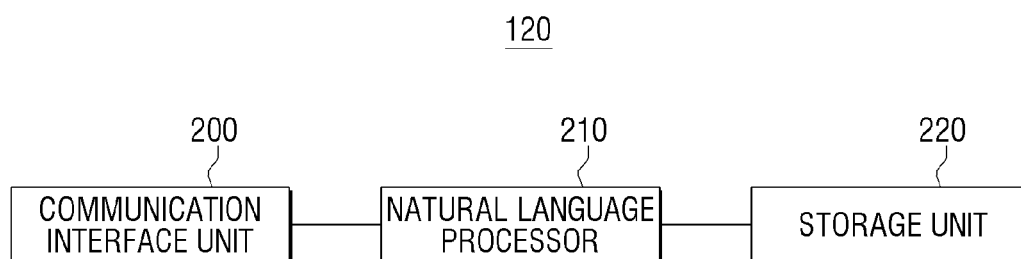 120
200
210
220
COMMUNICATION
INTERFACE UNIT
NATURAL LANGUAGE
PROCESSOR
STORAGE UNIT